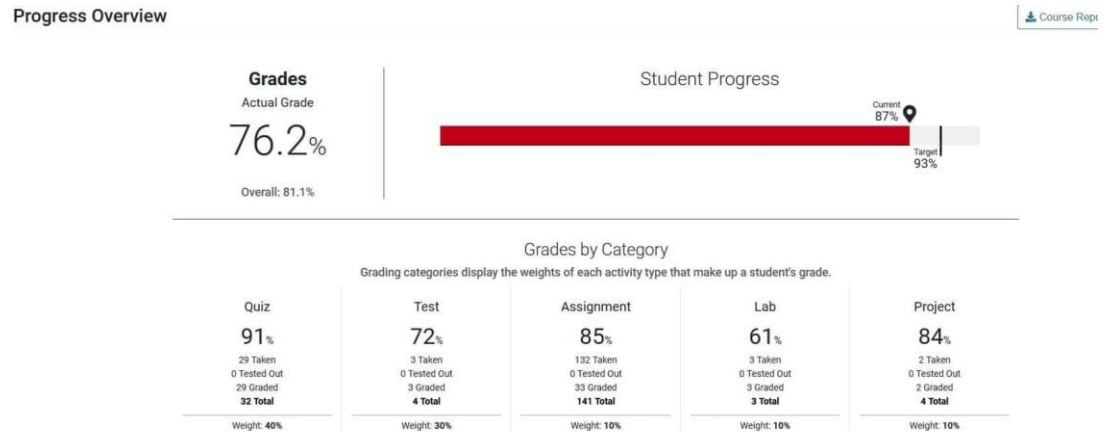 Progress Overview
Course Repo
Grades
Actual Grade
76.2%
Overall: 81.1%
Student Progress
Current
87%
Target
93%
Grades by Category
Grading categories display the weights of each activity type that make up a student's grade.
Quiz
91%
29 Taken
0 Tested Out
29 Graded
32 Total
Weight: 40%
Test
72%
3 Taken
0 Tested Out
3 Graded
4 Total
Weight: 30%
Assignment
85%
132 Taken
0 Tested Out
33 Graded
141 Total
Weight: 10%
Lab
61%
3 Taken
0 Tested Out
3 Graded
3 Total
Weight: 10%
Project
84%
2 Taken
0 Tested Out
2 Graded
4 Total
Weight: 10%